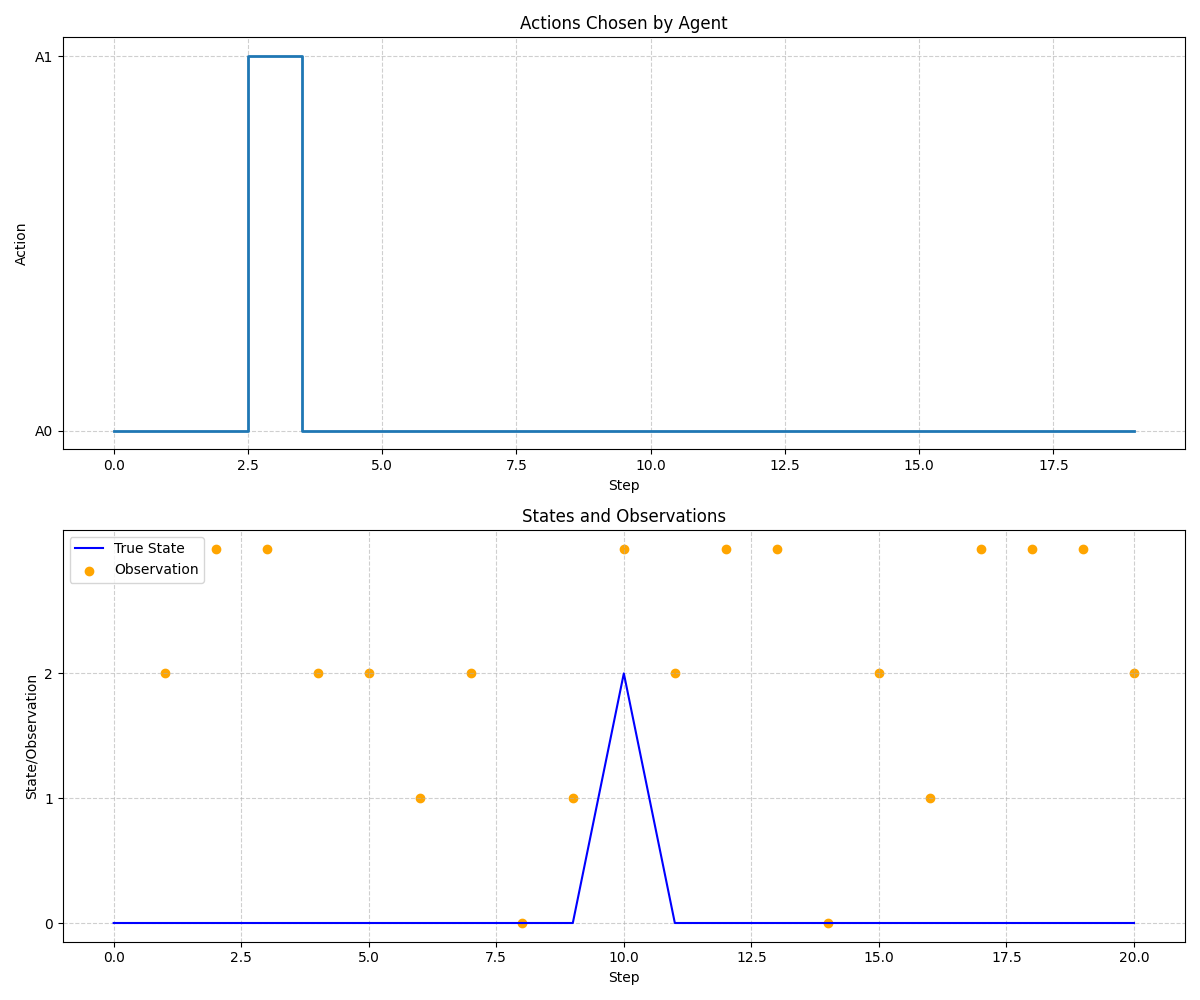 Actions Chosen by Agent
A1
Action
A0
0.0 2.5 5.0 7.5 10.0 12.5 15.0 17.5
Step
States and Observations
True State
Observation
State/Observation
2
1
0
0.0 2.5 5.0 7.5 10.0 12.5 15.0 17.5 20.0
Step